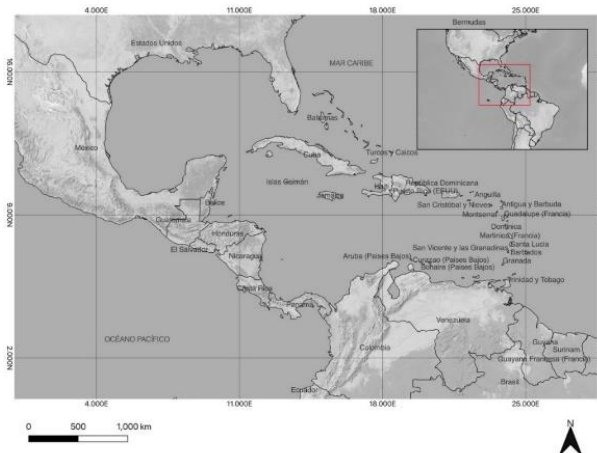 4.000E
11.000E
18.000E
25.000E
Bermudas
Estados Unidos
16.000N
MAR CARIBE
Bahamas
México
Cuba
Turcos y Caicos
Islas Caimán
Haití
República Dominicana
Puerto Rico (EEUU)
Jamaica
Anguilla
Belice
San Cristóbal y Nieves
Antigua y Barbuda
9.000N
Montserrat
Guadalupe (Francia)
Guatemala
Dominica
Honduras
Martinica (Francia)
El Salvador
Santa Lucia
San Vicente y las Granadinas
Barbados
Nicaragua
Aruba (Países Bajos)
Curazao (Países Bajos)
Granada
Bonaire (Países Bajos)
Trinidad y Tobago
Costa Rica
Panamá
Venezuela
OCÉANO PACÍFICO
Guyana
Colombia
Surinam
2.000N
Guayana Francesa (Francia)
Brasil
Ecuador
4.000E
11.000E
18.000E
25.000E
0
500
1,000 km
N